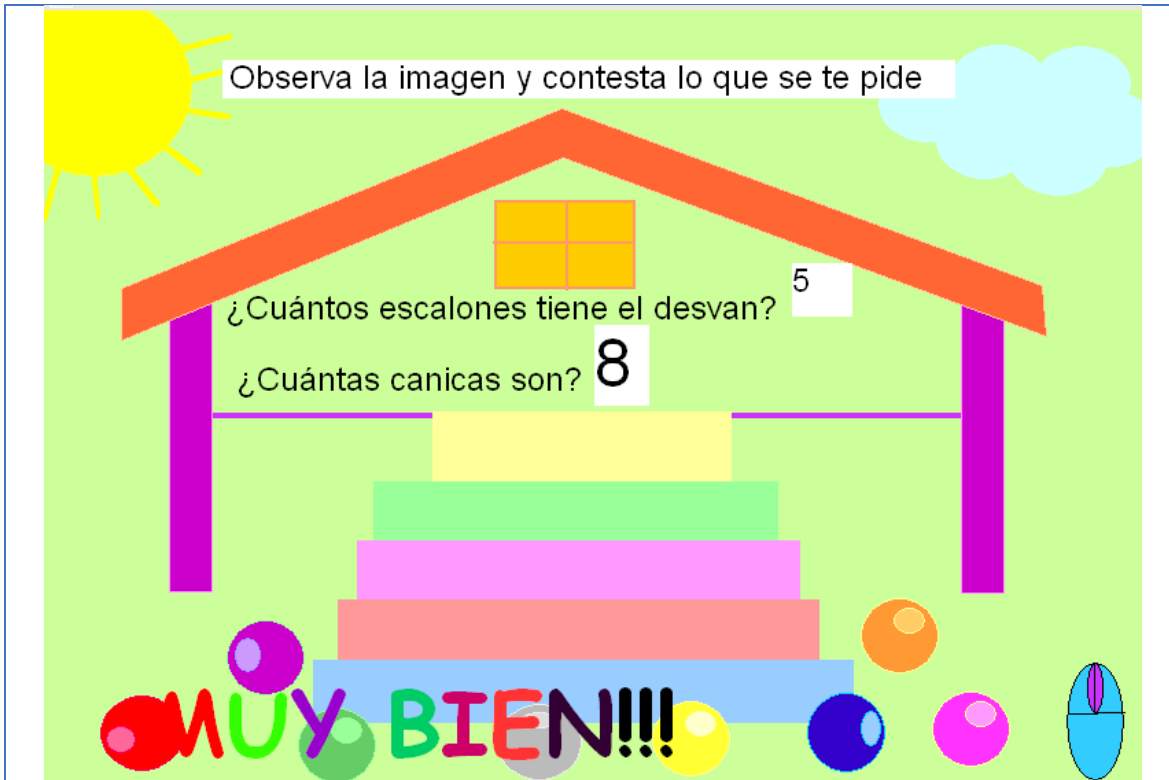 Observa la imagen y contesta lo que se te pide
¿Cuántos escalones tiene el desvan? 5
¿Cuántas canicas son? 8
MUY BIEN!!!